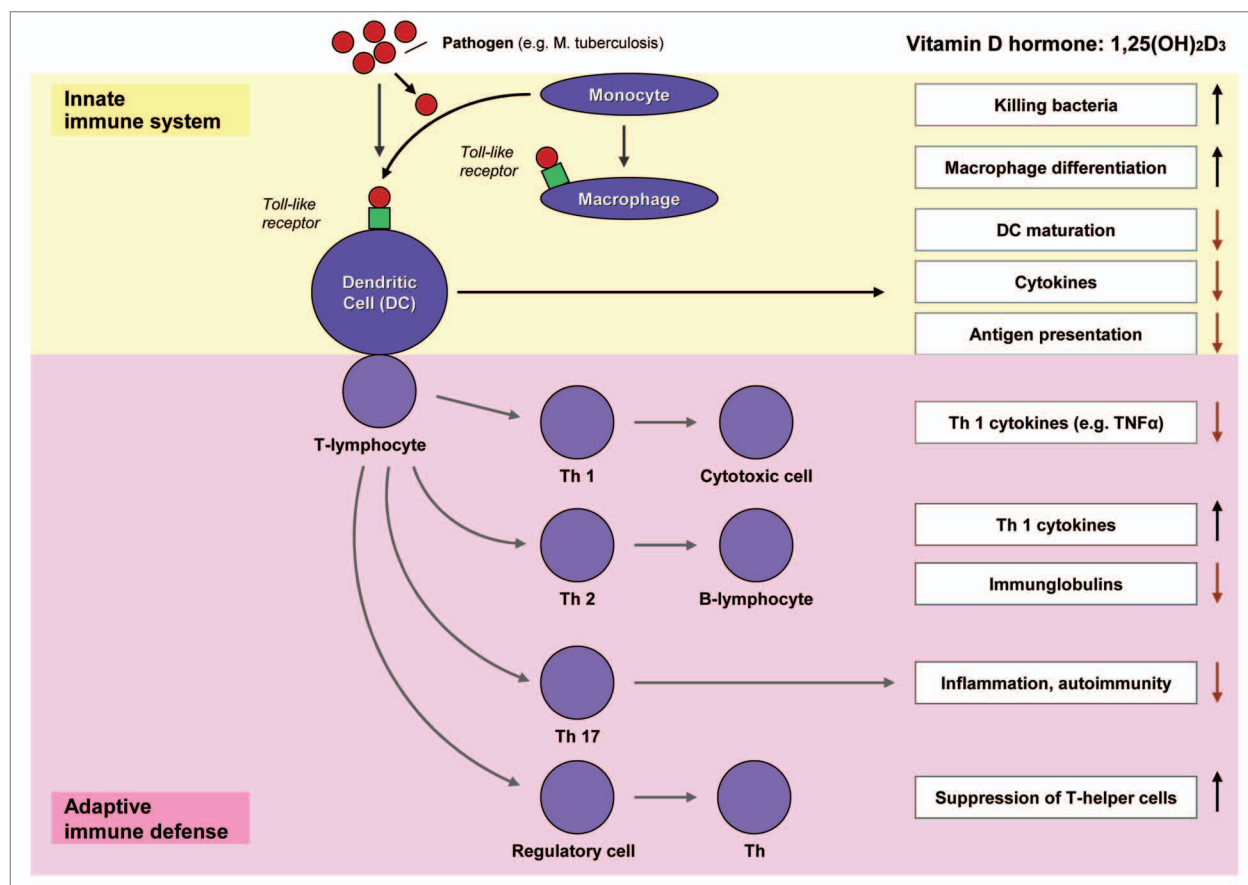 Pathogen (e.g. M. tuberculosis)
Vitamin D hormone: 1,25(OH)₂D₃
Innate
immune system
Monocyte
Killing bacteria
Toll-like
receptor
Macrophage differentiation
Macrophage
Toll-like
receptor
DC maturation
Dendritic
Cell (DC)
Cytokines
Antigen presentation
T-lymphocyte
Th 1 cytokines (e.g. TNFα)
Th 1
Cytotoxic cell
Th 1 cytokines
Immunglobulins
Th 2
B-lymphocyte
Inflammation, autoimmunity
Th 17
Suppression of T-helper cells
Adaptive
immune defense
Regulatory cell
Th